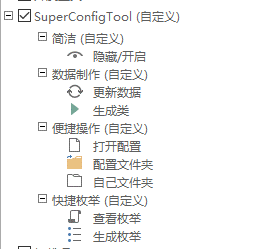 SuperConfigTool (自定义)
简洁 (自定义)
隐藏/开启
数据制作 (自定义)
更新数据
生成类
便捷操作 (自定义)
打开配置
配置文件夹
自己文件夹
快捷枚举 (自定义)
查看枚举
生成枚举